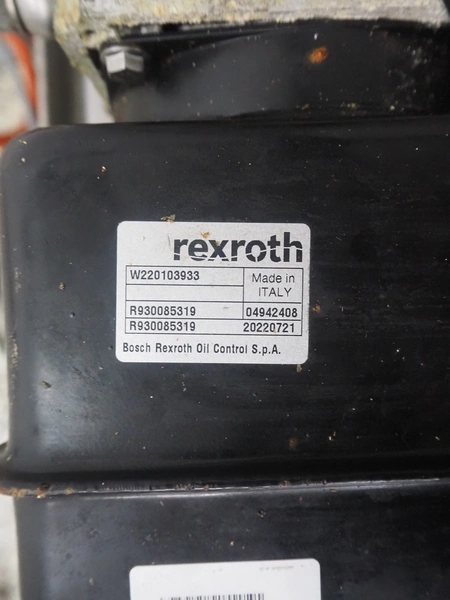 rexroth
W220103933
Made in
ITALY
R930085319 04942408
R930085319 20220721
Bosch Rexroth Oil Control S.p.A.